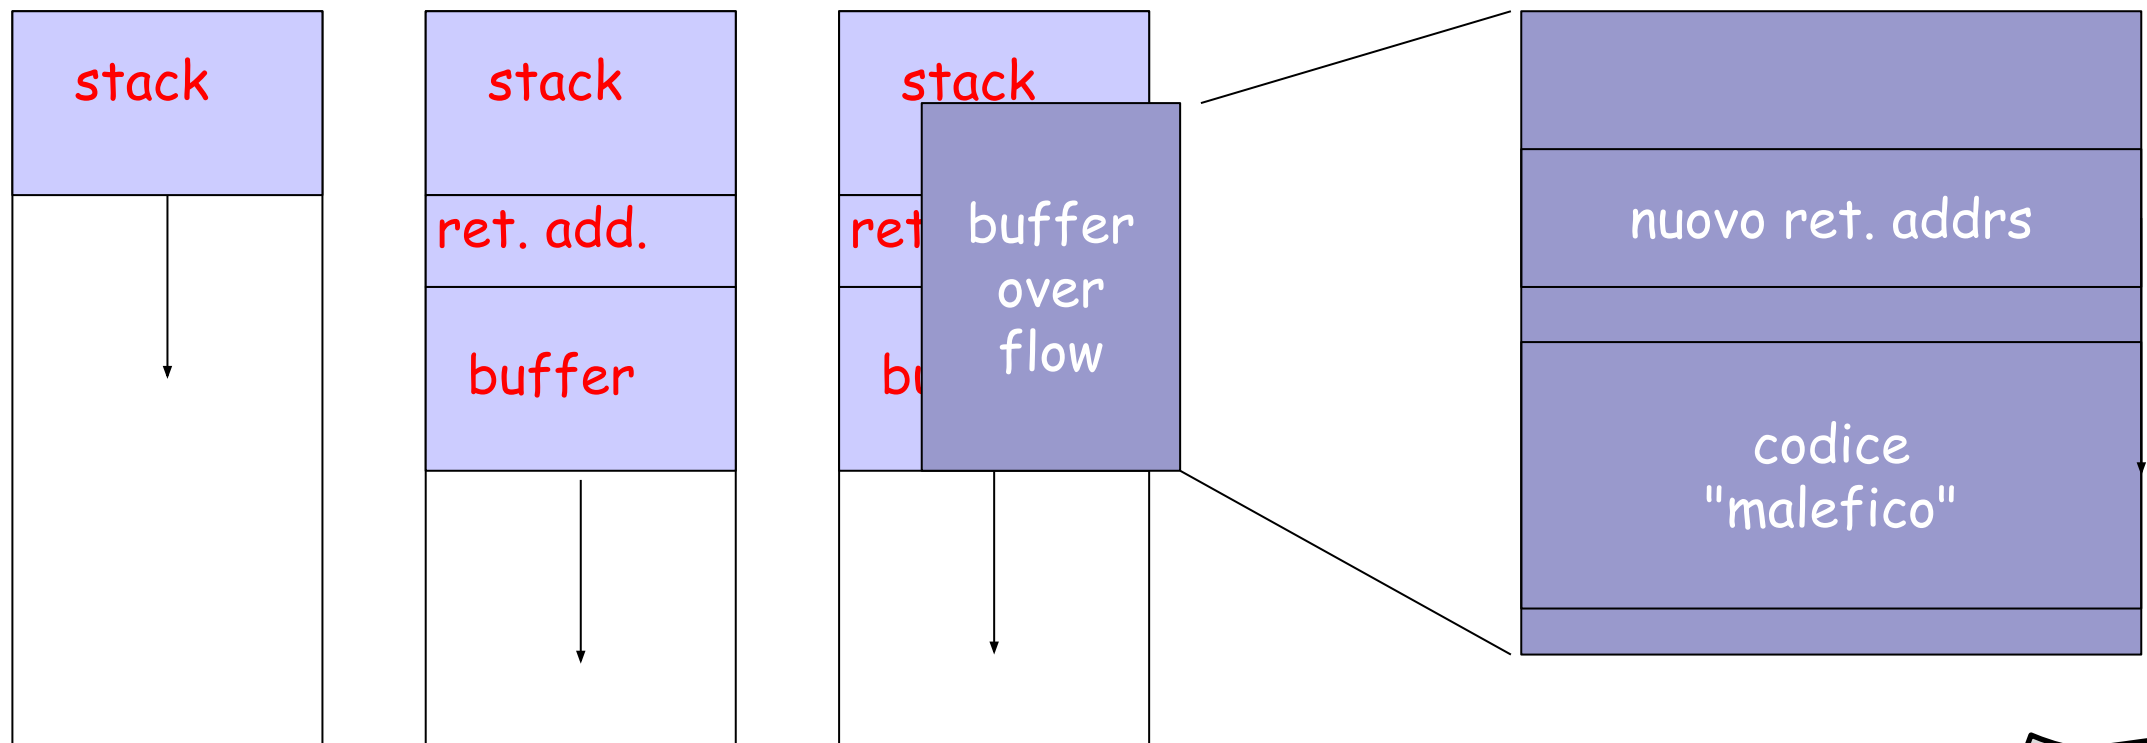 stack
stack
ret. add.
buffer
stack
ret
bu
buffer
over
flow
nuovo ret. addrs
codice
"malefico"